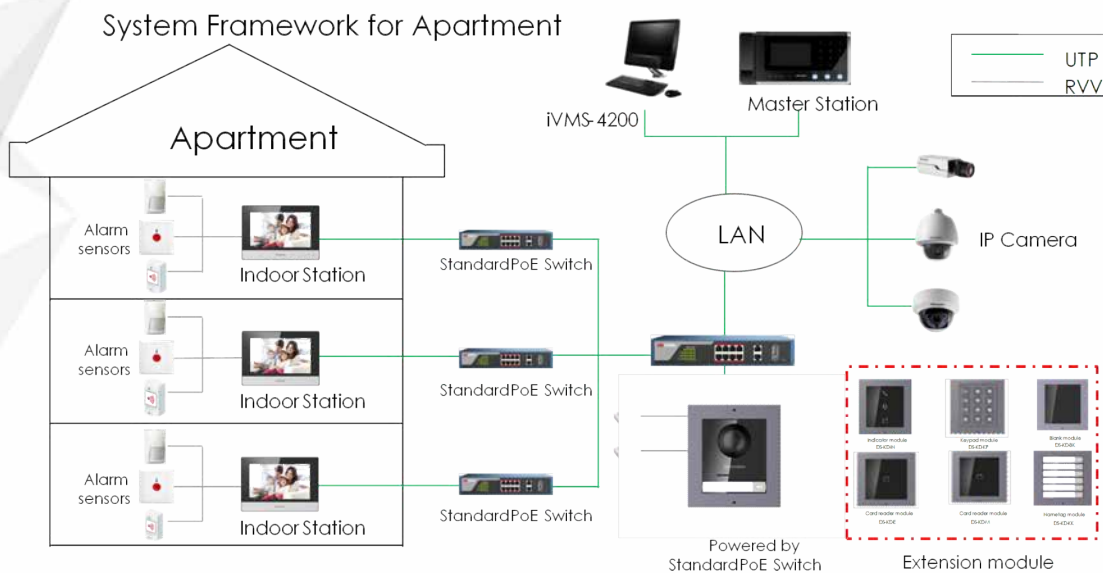 System Framework for Apartment
UTP
RVV
iVMS-4200
Master Station
Apartment
LAN
IP Camera
Alarm
sensors
Indoor Station
StandardPoE Switch
Alarm
sensors
Indoor Station
StandardPoE Switch
Alarm
sensors
Indoor Station
StandardPoE Switch
Indicator module
Keypad module
Blank module
Card reader module
Card reader module
Nametag module
Powered by
StandardPoE Switch
Extension module